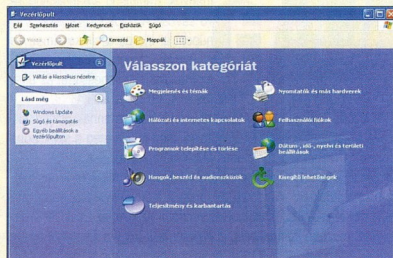 Vezérlőpult
Fájl Szerkesztés Nézet Kedvencek Eszközök Súgó
Vissza Keresés Mappák
Vezérlőpult
Váltás a klasszikus nézetre
Lásd még
Windows Update
Súgó és támogatás
Egyéb beállítások a
Vezérlőpulton
Válasszon kategóriát
Megjelenés és témák
Nyomtatók és más hardverek
Hálózati és internetes kapcsolatok
Felhasználói fiókok
Programok telepítése és törlése
Dátum-, idő-, nyelvi és területi
beállítások
Hangok, beszéd és audioeszközök
Kisegítő lehetőségek
Teljesítmény és karbantartás